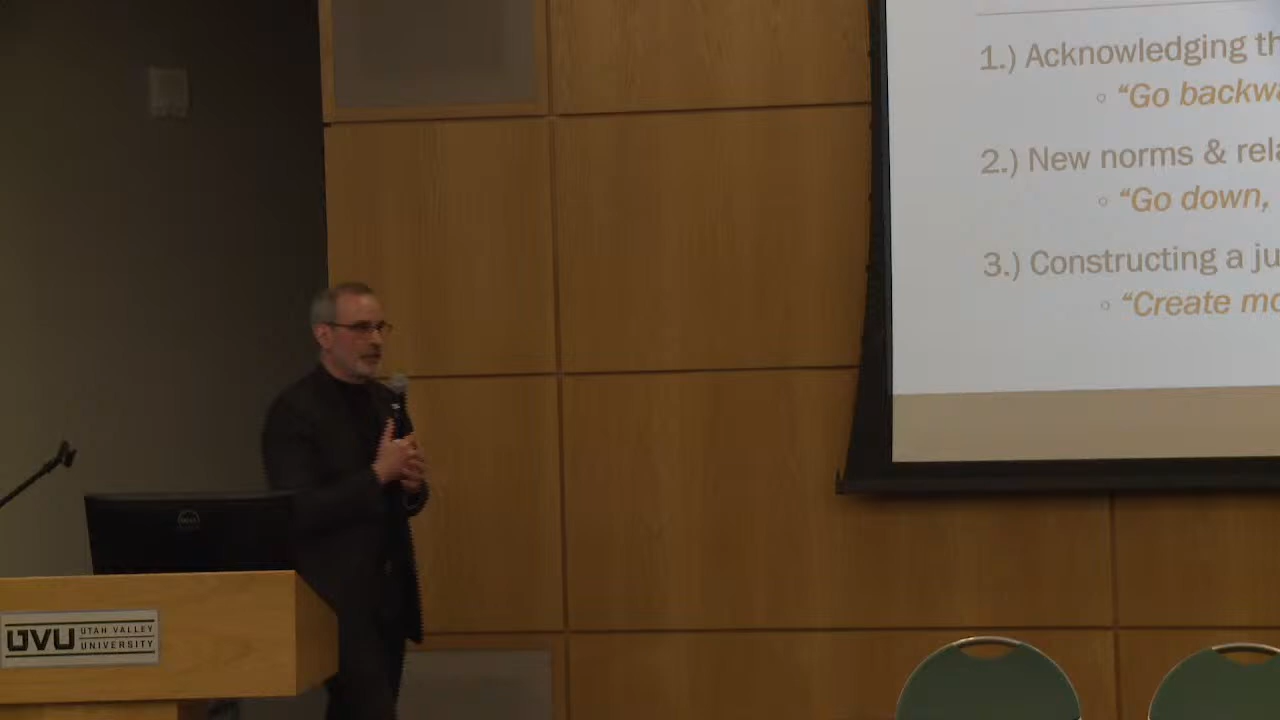 1.) Acknowledging th
“Go backwa
2.) New norms & rela
“Go down,
3.) Constructing a ju
“Create mo
UVU UTAH VALLEY
UNIVERSITY
DELL